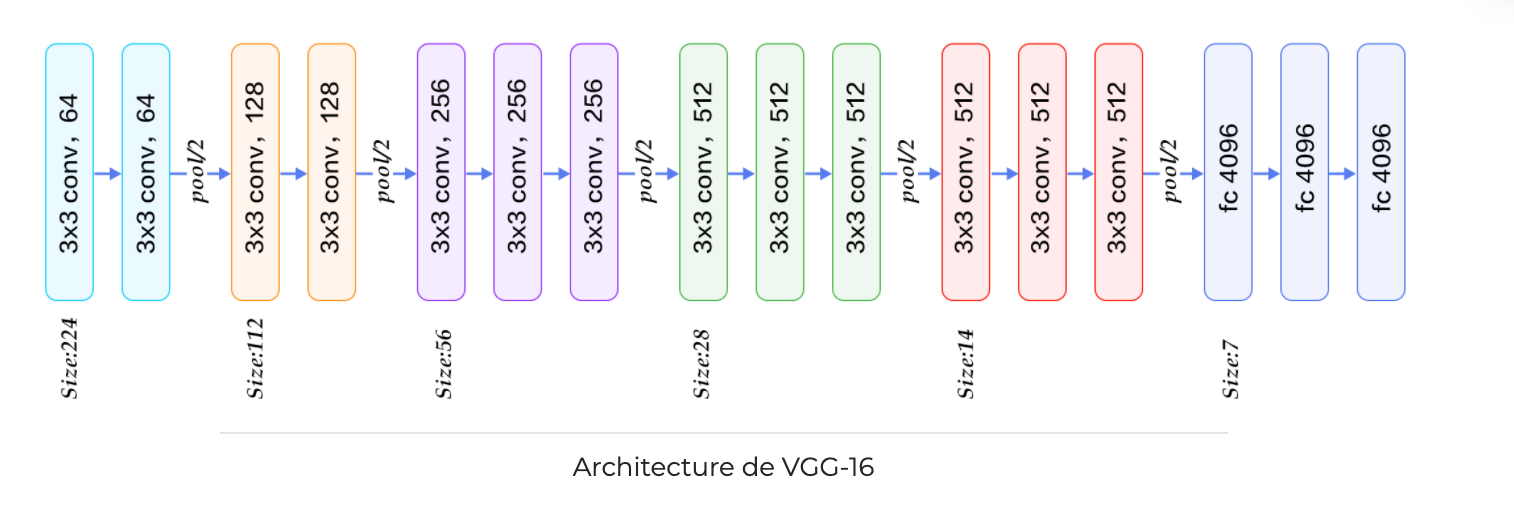 3x3 conv, 64
3x3 conv, 64
pool/2
3x3 conv, 128
3x3 conv, 128
pool/2
3x3 conv, 256
3x3 conv, 256
3x3 conv, 256
pool/2
3x3 conv, 512
3x3 conv, 512
3x3 conv, 512
pool/2
3x3 conv, 512
3x3 conv, 512
3x3 conv, 512
pool/2
fc 4096
fc 4096
fc 4096
Size:224
Size:112
Size:56
Size:28
Size:14
Size:7
Architecture de VGG-16